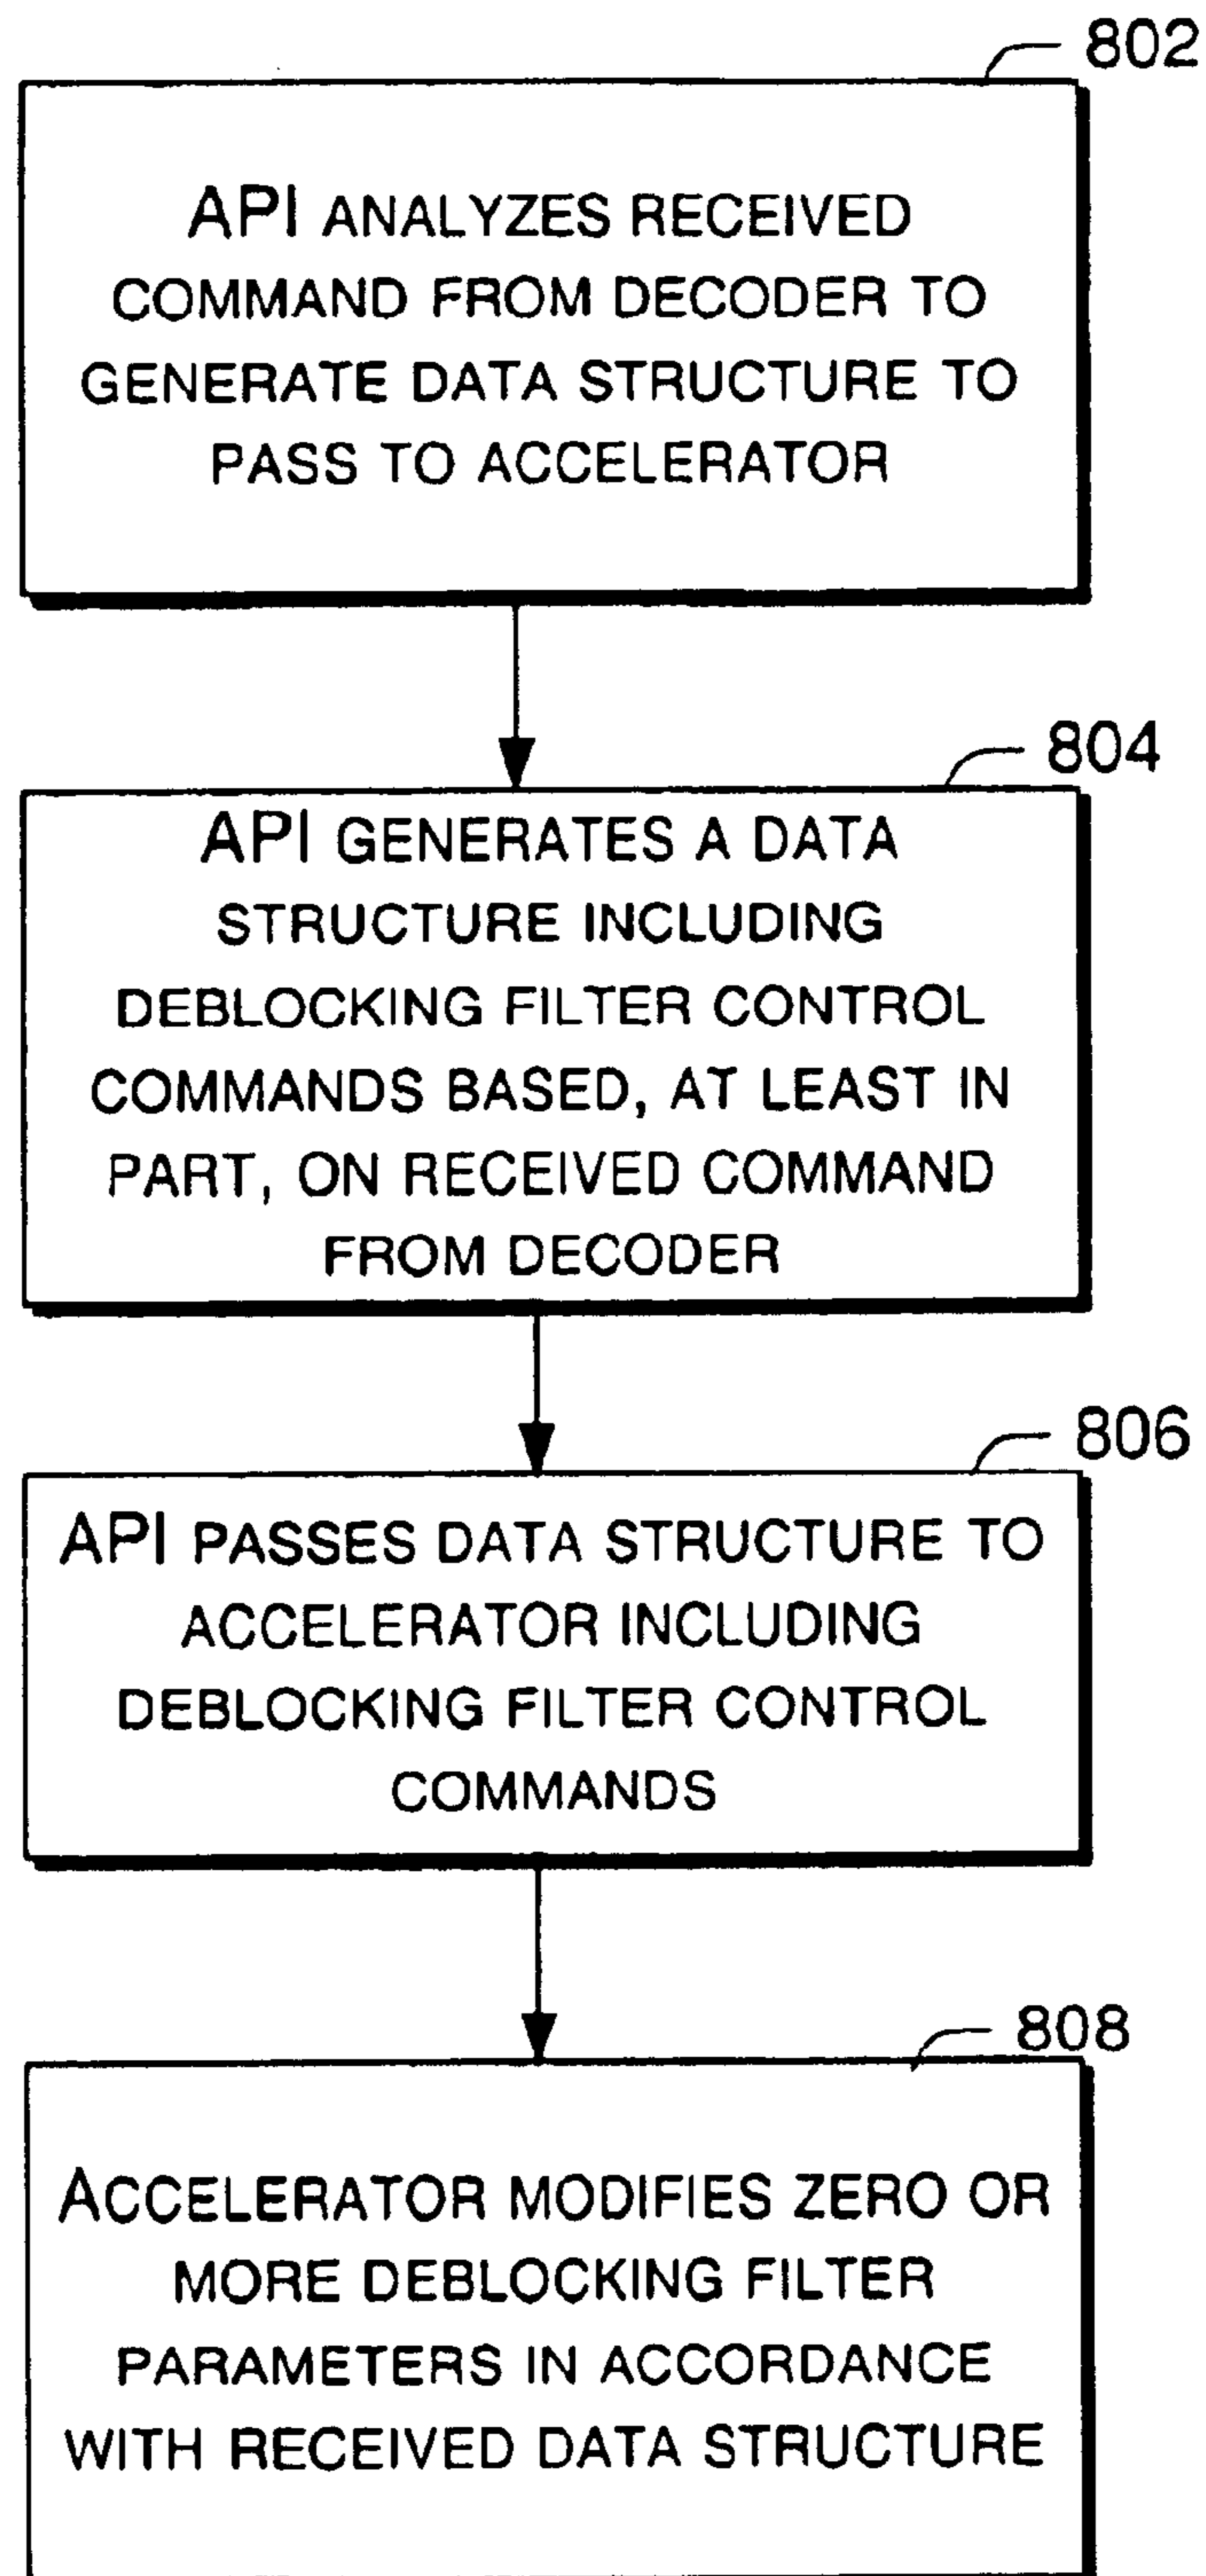 802
API ANALYZES RECEIVED
COMMAND FROM DECODER TO
GENERATE DATA STRUCTURE TO
PASS TO ACCELERATOR
804
API GENERATES A DATA
STRUCTURE INCLUDING
DEBLOCKING FILTER CONTROL
COMMANDS BASED, AT LEAST IN
PART, ON RECEIVED COMMAND
FROM DECODER
806
API PASSES DATA STRUCTURE TO
ACCELERATOR INCLUDING
DEBLOCKING FILTER CONTROL
COMMANDS
808
ACCELERATOR MODIFIES ZERO OR
MORE DEBLOCKING FILTER
PARAMETERS IN ACCORDANCE
WITH RECEIVED DATA STRUCTURE